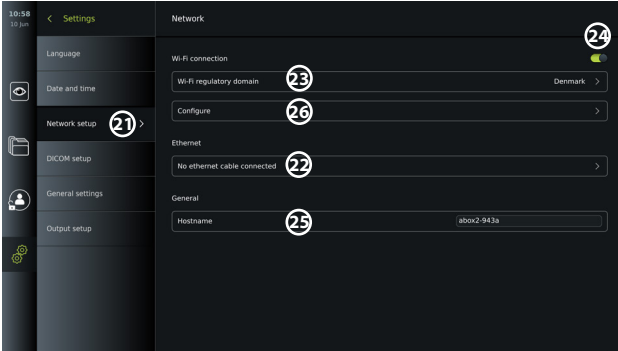 10:58
10 Jun
Settings
Network
24
Language
Wi-Fi connection
Date and time
Wi-Fi regulatory domain
23
Denmark
Network setup
21
Configure
26
Ethernet
DICOM setup
No ethernet cable connected
22
General settings
General
Output setup
Hostname
25
abox2-943a